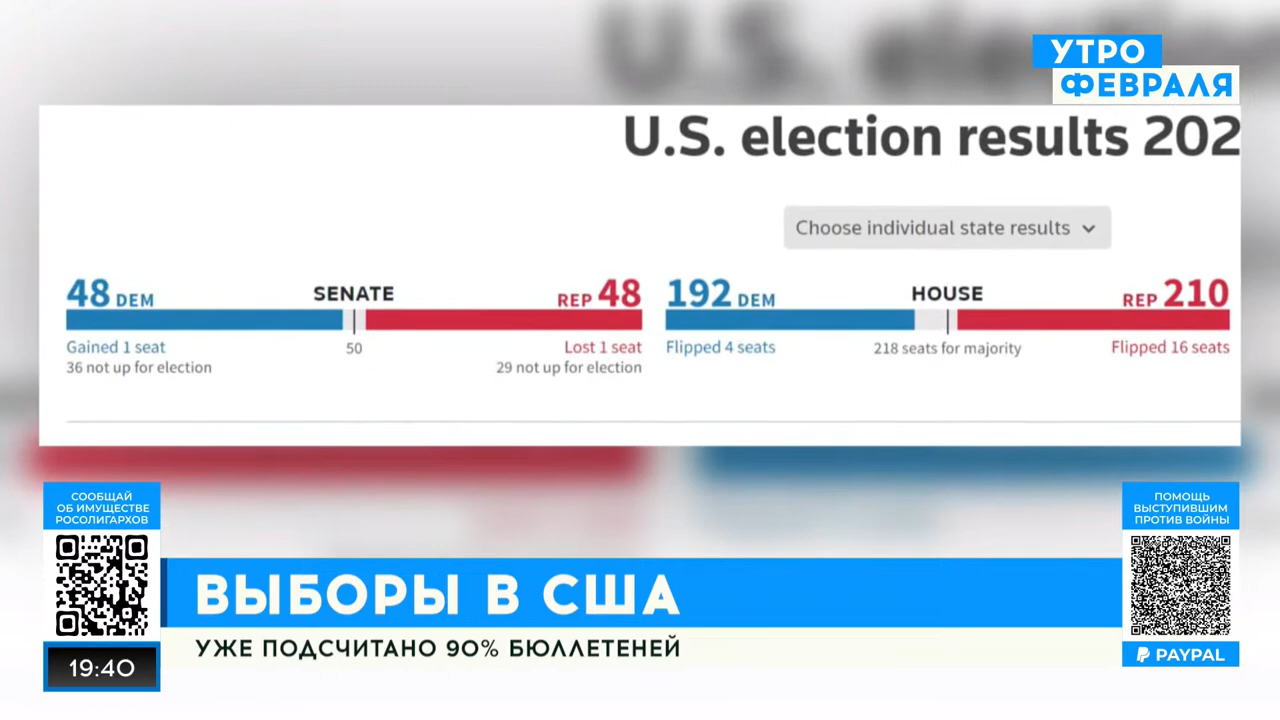 УТРО
ФЕВРАЛЯ
U.S. election results 202
Choose individual state results
48 DEM SENATE REP 48
Gained 1 seat 50 Lost 1 seat
36 not up for election 29 not up for election
192 DEM HOUSE REP 210
Flipped 4 seats 218 seats for majority Flipped 16 seats
СООБЩАЙ
ОБ ИМУЩЕСТВЕ
РОСОЛИГАРХОВ
19:40
ВЫБОРЫ В США
УЖЕ ПОДСЧИТАНО 90% БЮЛЛЕТЕНЕЙ
ПОМОЩЬ
ВЫСТУПИВШИМ
ПРОТИВ ВОЙНЫ
PAYPAL